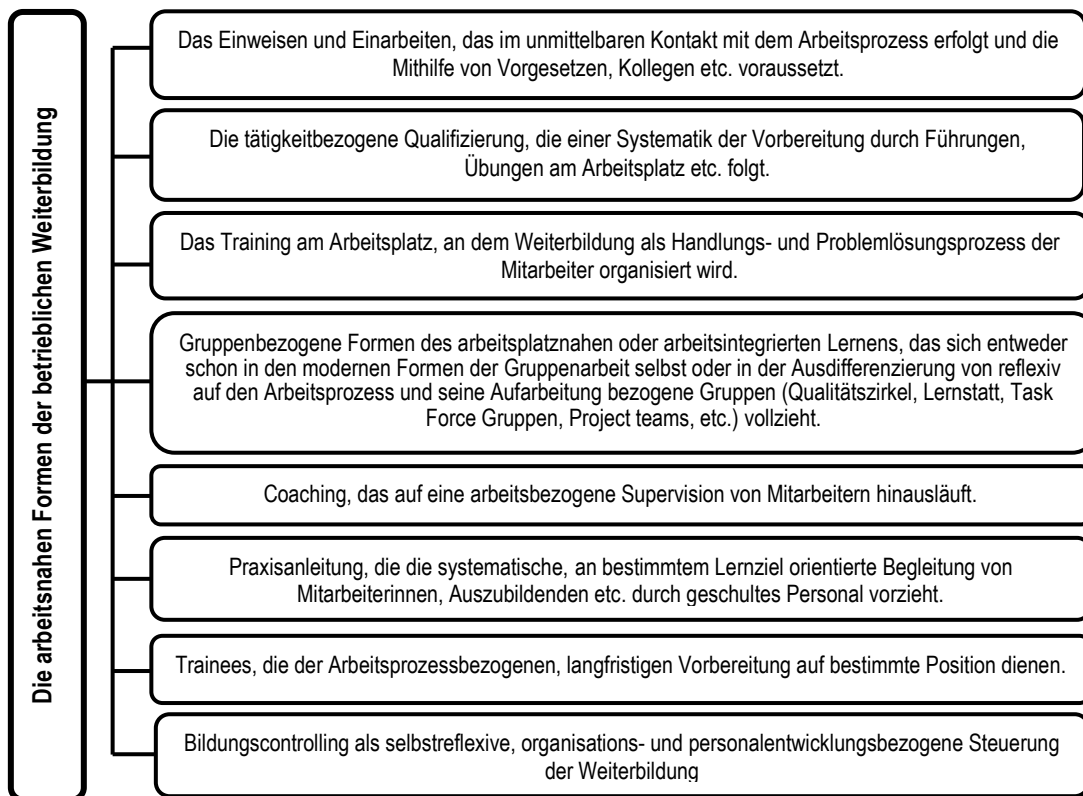 Die arbeitsnahen Formen der betrieblichen Weiterbildung
Das Einweisen und Einarbeiten, das im unmittelbaren Kontakt mit dem Arbeitsprozess erfolgt und die
Mithilfe von Vorgesetzen, Kollegen etc. voraussetzt.
Die tätigkeitbezogene Qualifizierung, die einer Systematik der Vorbereitung durch Führungen,
Übungen am Arbeitsplatz etc. folgt.
Das Training am Arbeitsplatz, an dem Weiterbildung als Handlungs- und Problemlösungsprozess der
Mitarbeiter organisiert wird.
Gruppenbezogene Formen des arbeitsplatznahen oder arbeitsintegrierten Lernens, das sich entweder
schon in den modernen Formen der Gruppenarbeit selbst oder in der Ausdifferenzierung von reflexiv
auf den Arbeitsprozess und seine Aufarbeitung bezogene Gruppen (Qualitätszirkel, Lernstatt, Task
Force Gruppen, Project teams, etc.) vollzieht.
Coaching, das auf eine arbeitsbezogene Supervision von Mitarbeitern hinausläuft.
Praxisanleitung, die die systematische, an bestimmtem Lernziel orientierte Begleitung von
Mitarbeiterinnen, Auszubildenden etc. durch geschultes Personal vorzieht.
Trainees, die der Arbeitsprozessbezogenen, langfristigen Vorbereitung auf bestimmte Position dienen.
Bildungscontrolling als selbstreflexive, organisations- und personalentwicklungsbezogene Steuerung
der Weiterbildung